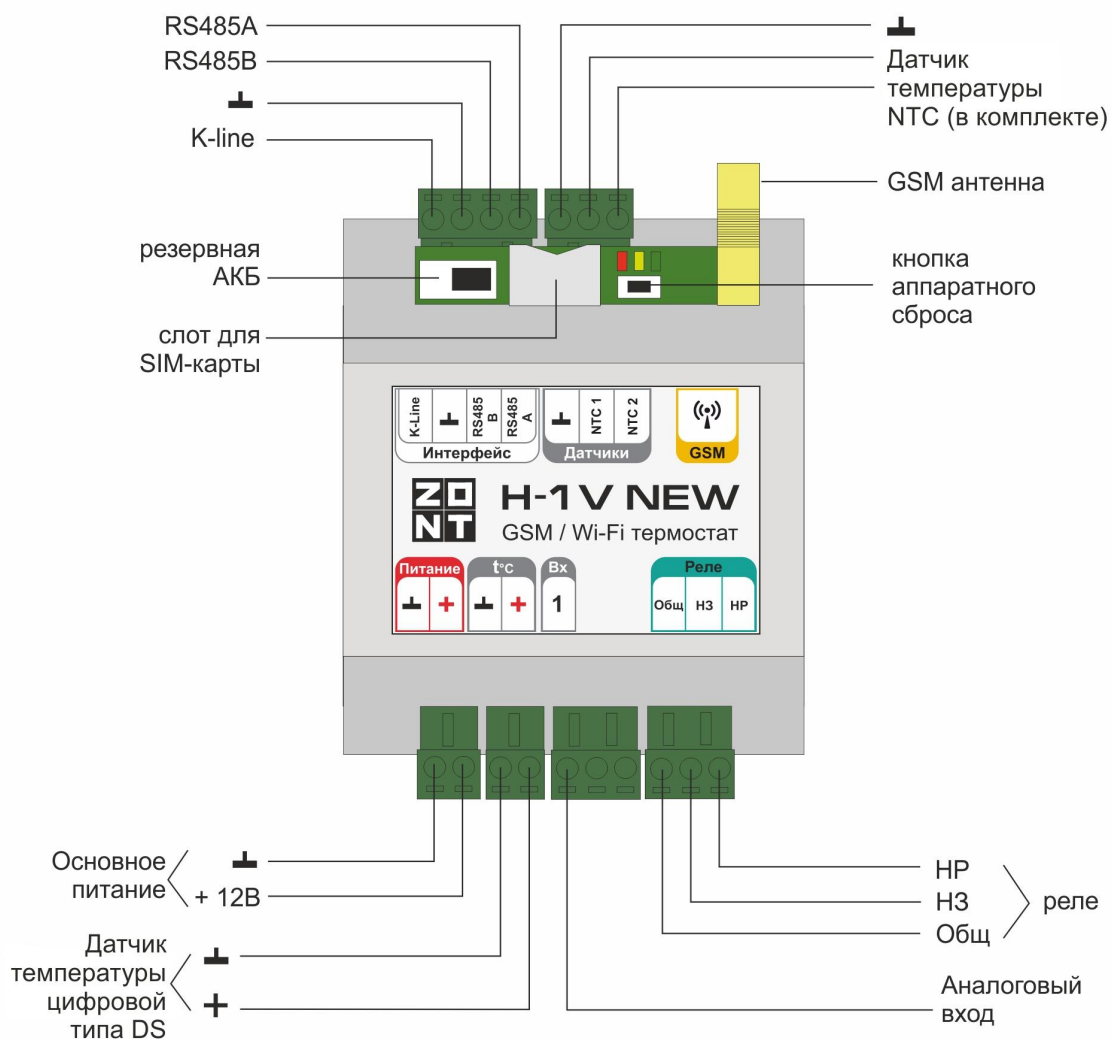 RS485A
RS485B
K-line
Датчик
температуры
NTC (в комплекте)
GSM антенна
резервная
АКБ
кнопка
аппаратного
сброса
слот для
SIM-карты
K-Line
RS485
B
RS485
A
Интерфейс
NTC 1
NTC 2
Датчики
GSM
ZONT
H-1V NEW
GSM / Wi-Fi термостат
Питание
+
t°C
+
Вх
1
Реле
Общ
НЗ
НР
Основное
питание
+ 12В
Датчик
температуры
цифровой
типа DS
+
НР
НЗ
Общ
реле
Аналоговый
вход